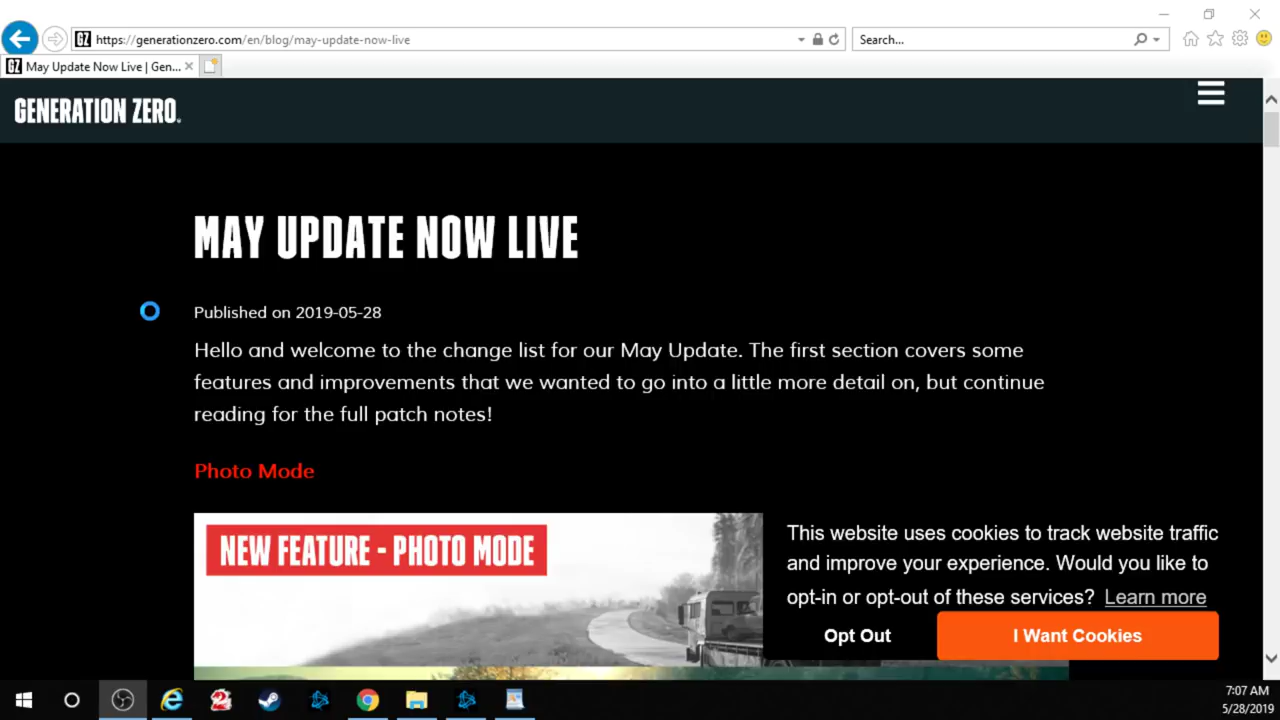 https://generationzero.com/en/blog/may-update-now-live
Search...
May Update Now Live | Gen...
GENERATION ZERO
MAY UPDATE NOW LIVE
Published on 2019-05-28
Hello and welcome to the change list for our May Update. The first section covers some
features and improvements that we wanted to go into a little more detail on, but continue
reading for the full patch notes!
Photo Mode
NEW FEATURE - PHOTO MODE
This website uses cookies to track website traffic
and improve your experience. Would you like to
opt-in or opt-out of these services? Learn more
Opt Out
I Want Cookies
7:07 AM
5/28/2019